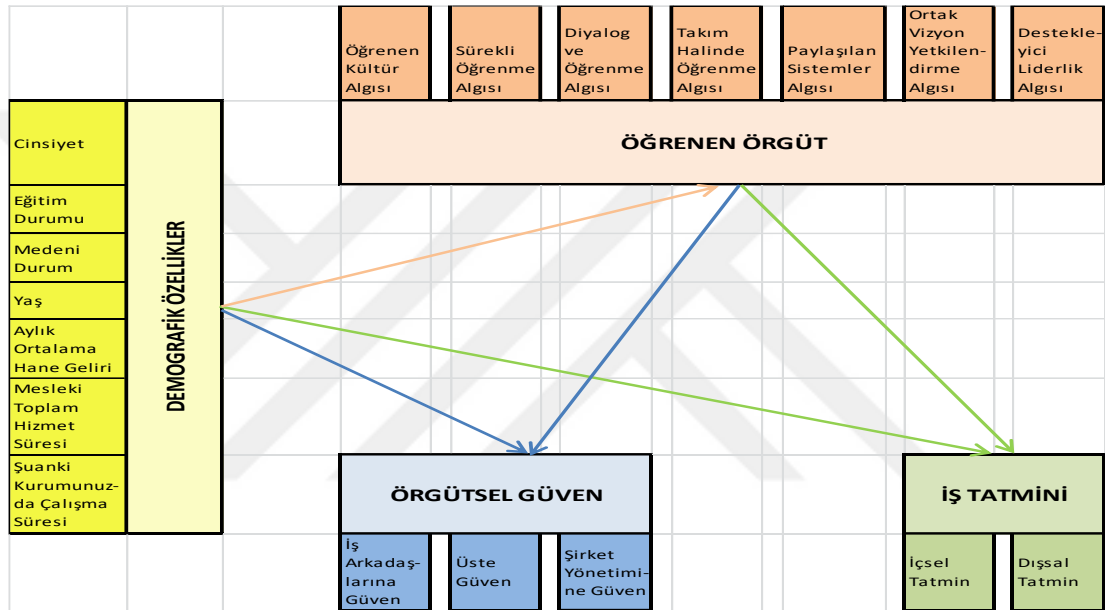 Öğrenen
Kültür
Algısı
Sürekli
Öğrenme
Algısı
Diyalog
ve
Öğrenme
Algısı
Takım
Halinde
Öğrenme
Algısı
Paylaşılan
Sistemler
Algısı
Ortak
Vizyon
Yetkilen-
dirme
Algısı
Destekle-
yici
Liderlik
Algısı
ÖĞRENEN ÖRGÜT
Cinsiyet
Eğitim
Durumu
Medeni
Durum
Yaş
Aylık
Ortalama
Hane Geliri
Mesleki
Toplam
Hizmet
Süresi
Şuanki
Kurumunuz-
da Çalışma
Süresi
DEMOGRAFİK ÖZELLİKLER
ÖRGÜTSEL GÜVEN
İŞ TATMİNİ
İş
Arkadaş-
larına
Güven
Üste
Güven
Şirket
Yönetimi-
ne Güven
İçsel
Tatmin
Dışsal
Tatmin